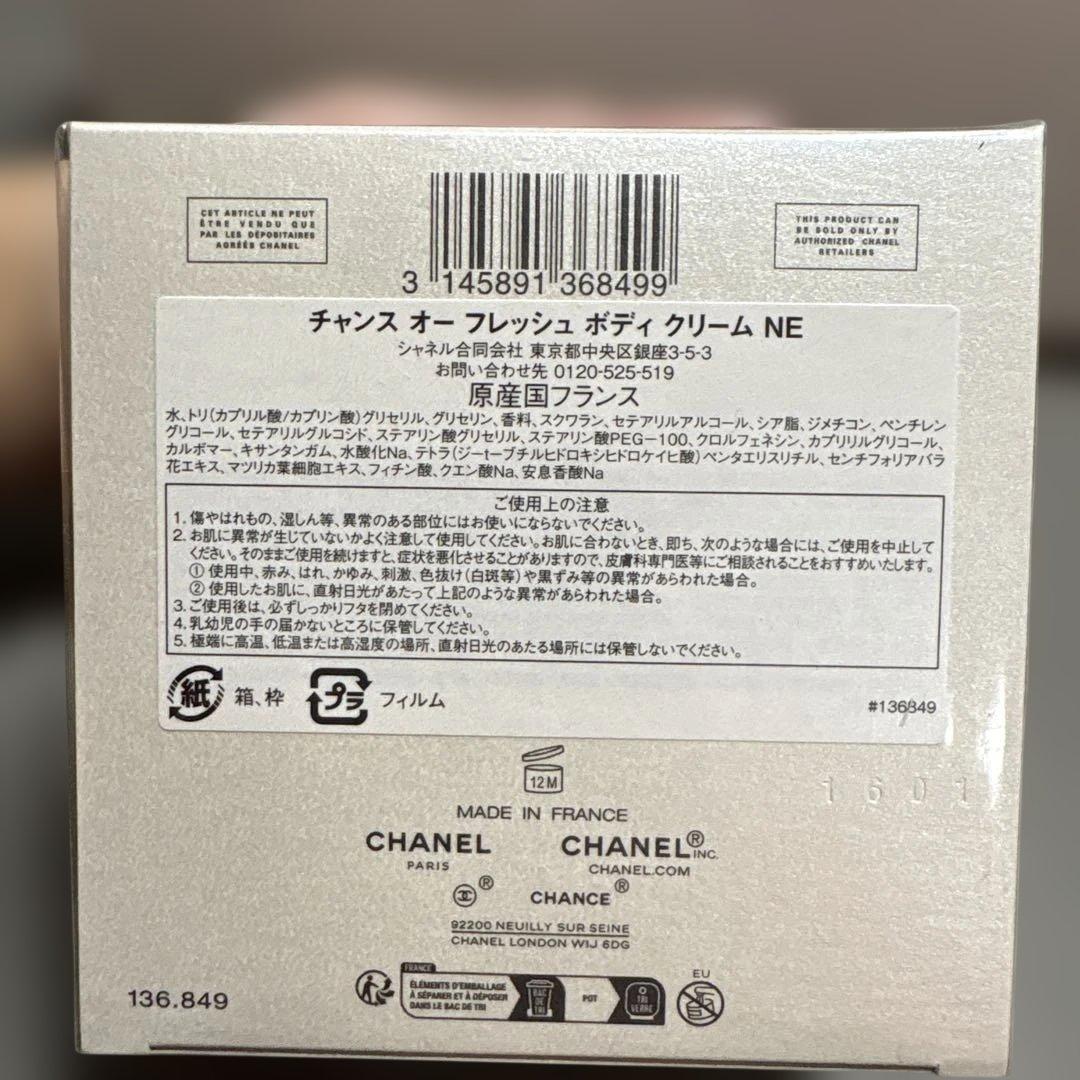 CET ARTICLE NE PEUT
ÊTRE VENDU QUE
PAR LES DÉPOSITAIRES
AGRÉÉS CHANEL
THIS PRODUCT CAN
BE SOLD ONLY BY
AUTHORIZED CHANEL
RETAILERS
3 145891 368499
チャンス オー フレッシュ ボディ クリーム NE
シャネル合同会社 東京都中央区銀座3-5-3
お問い合わせ先 0120-525-519
原産国フランス
水、トリ(カプリル酸/カプリン酸)グリセリル、グリセリン、香料、スクワラン、セテアリルアルコール、シア脂、ジメチコン、ペンチレン
グリコール、セテアリルグルコシド、ステアリン酸グリセリル、ステアリン酸PEG-100、クロルフェネシン、カプリリルグリコール、
カルボマー、キサンタンガム、水酸化Na、テトラ(ジ-t-ブチルヒドロキシヒドロケイヒ酸)ペンタエリスリチル、センチフォリアバラ
花エキス、マツリカ葉細胞エキス、フィチン酸、クエン酸Na、安息香酸Na
ご使用上の注意
1. 傷やはれもの、湿しん等、異常のある部位にはお使いにならないでください。
2. お肌に異常が生じていないかよく注意して使用してください。お肌に合わないとき、即ち、次のような場合には、ご使用を中止して
ください。そのままご使用を続けますと、症状を悪化させることがありますので、皮膚科専門医等にご相談されることをおすすめいたします。
① 使用中、赤み、はれ、かゆみ、刺激、色抜け(白斑等)や黒ずみ等の異常があらわれた場合。
② 使用したお肌に、直射日光があたって上記のような異常があらわれた場合。
3. ご使用後は、必ずしっかりフタを閉めてください。
4. 乳幼児の手の届かないところに保管してください。
5. 極端に高温、低温または高湿度の場所、直射日光のあたる場所には保管しないでください。
紙 箱、枠 プラ フィルム
#136849
12M
1601
MADE IN FRANCE
CHANEL
PARIS
CHANEL® INC.
CHANEL.COM
® CHANCE®
92200 NEUILLY SUR SEINE
CHANEL LONDON W1J 6DG
136.849
FRANCE
ÉLÉMENTS D'EMBALLAGE
À SÉPARER ET À DÉPOSER
DANS LE BAC DE TRI
BAC
DE
TRI
POT
TRI
VERRE
EU